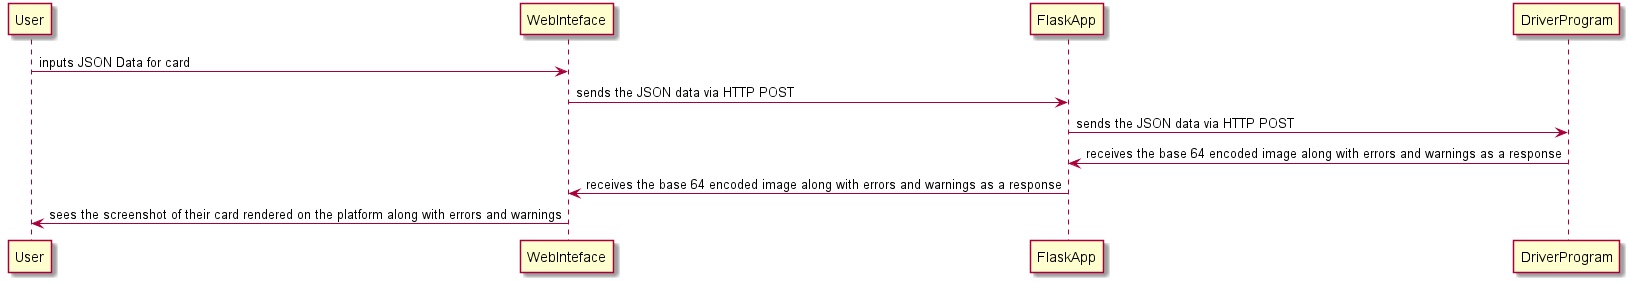 User
WebInteface
FlaskApp
DriverProgram
inputs JSON Data for card
sends the JSON data via HTTP POST
sends the JSON data via HTTP POST
receives the base 64 encoded image along with errors and warnings as a response
receives the base 64 encoded image along with errors and warnings as a response
sees the screenshot of their card rendered on the platform along with errors and warnings
User
WebInteface
FlaskApp
DriverProgram